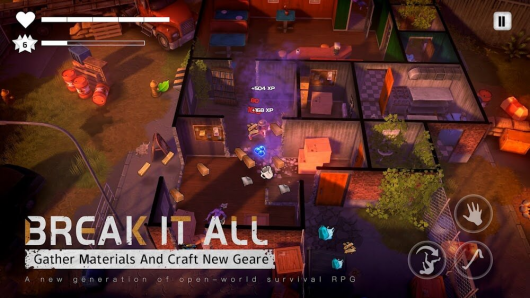 6
+504 XP
+168 XP
BREAK IT ALL
Gather Materials And Craft New Geare
A new generation of open-world survival RPG